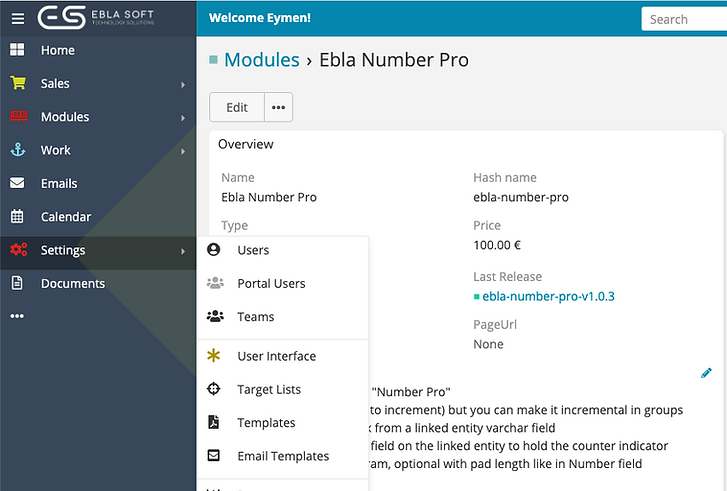 EBLA SOFT
TECHNOLOGY SOLUTIONS
Welcome Eymen!
Search
Home
Sales
Modules
Work
Emails
Calendar
Settings
Documents
•••
Modules › Ebla Number Pro
Edit
•••
Overview
Name
Ebla Number Pro
Hash name
ebla-number-pro
Type
Price
100.00 €
Last Release
ebla-number-pro-v1.0.3
PageUrl
None
Users
Portal Users
Teams
User Interface
Target Lists
Templates
Email Templates
"Number Pro"
to increment) but you can make it incremental in groups
from a linked entity varchar field
field on the linked entity to hold the counter indicator
optional with pad length like in Number field